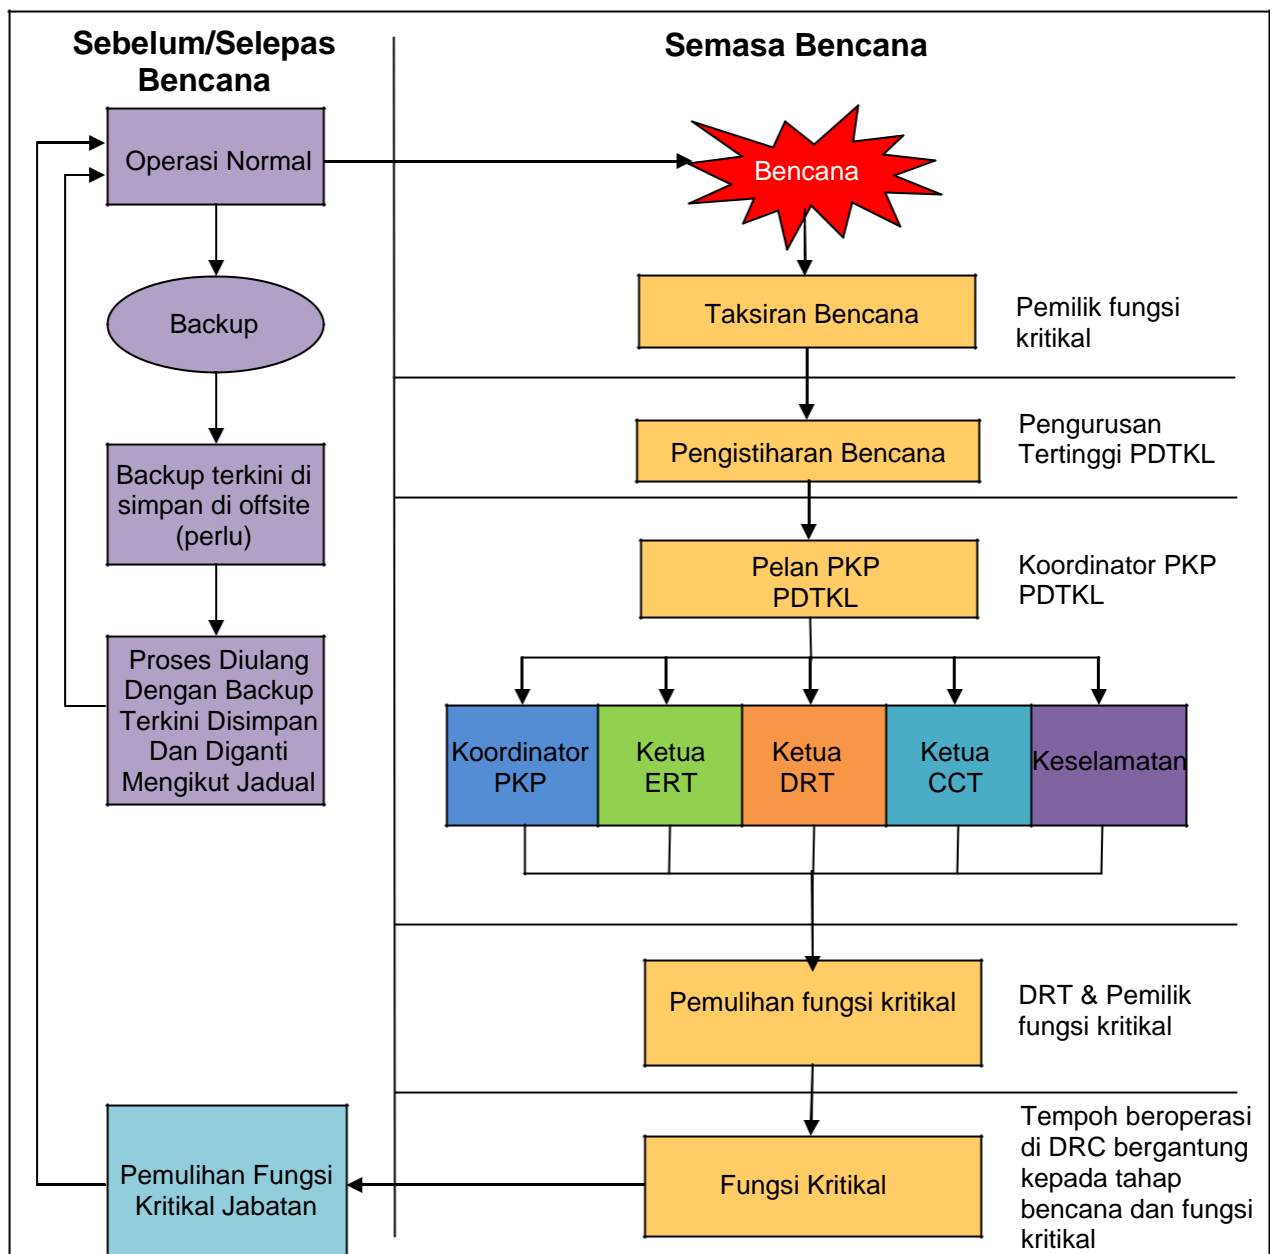 Sebelum/Selepas
Bencana
Operasi Normal
Backup
Backup terkini di
simpan di offsite
(perlu)
Proses Diulang
Dengan Backup
Terkini Disimpan
Dan Diganti
Mengikut Jadual
Pemulihan Fungsi
Kritikal Jabatan
Semasa Bencana
Bencana
Taksiran Bencana
Pemilik fungsi
kritikal
Pengistiharan Bencana
Pengurusan
Tertinggi PDTKL
Pelan PKP
PDTKL
Koordinator PKP
PDTKL
Koordinator
PKP
Ketua
ERT
Ketua
DRT
Ketua
CCT
Keselamatan
Pemulihan fungsi kritikal
DRT & Pemilik
fungsi kritikal
Fungsi Kritikal
Tempoh beroperasi
di DRC bergantung
kepada tahap
bencana dan fungsi
kritikal